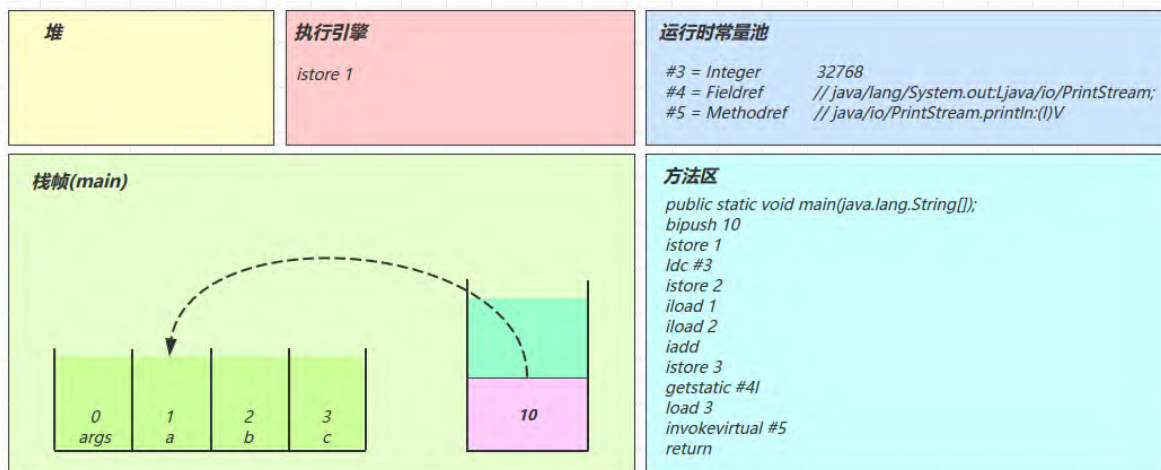 堆
执行引擎
istore 1
运行时常量池
#3 = Integer 32768
#4 = Fieldref // java/lang/System.out:Ljava/io/PrintStream;
#5 = Methodref // java/io/PrintStream.println:(I)V
栈帧(main)
0 1 2 3
args a b c
10
方法区
public static void main(java.lang.String[]);
bipush 10
istore 1
ldc #3
istore 2
iload 1
iload 2
iadd
istore 3
getstatic #4I
load 3
invokevirtual #5
return